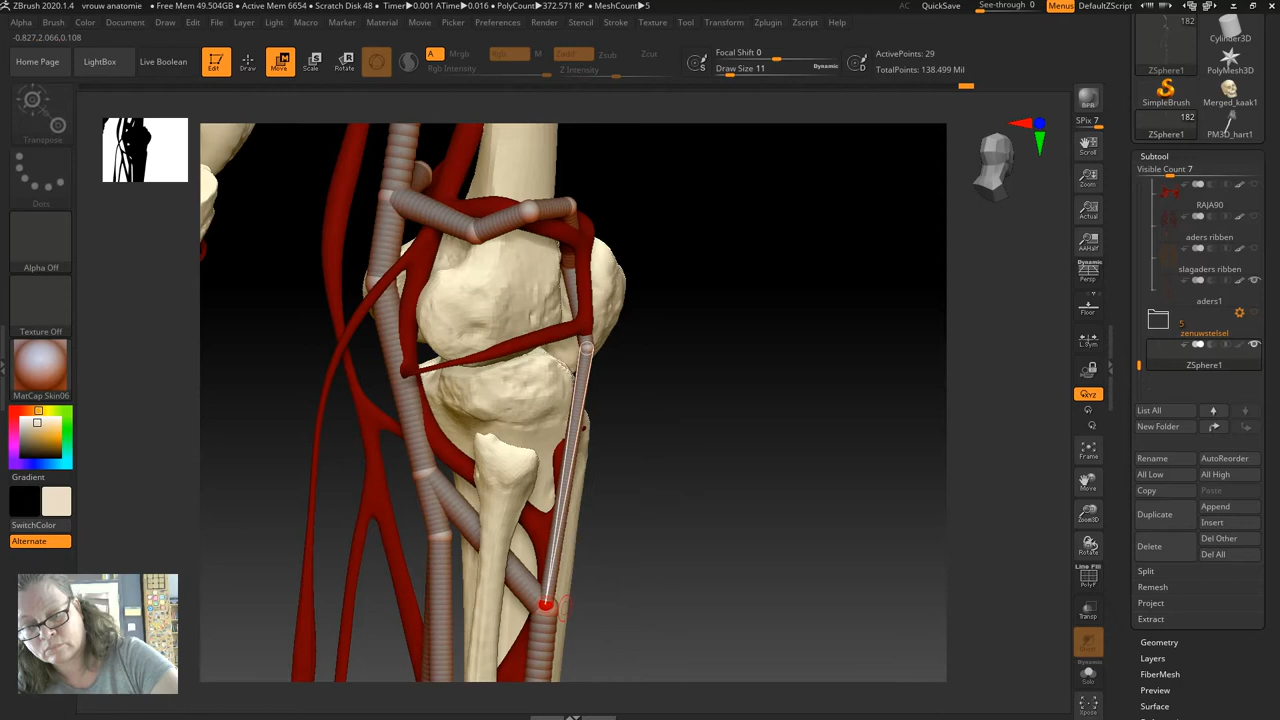 ZBrush 2020.1.4 vrouw anatomie • Free Mem 49.504GB • Active Mem 6654 • Scratch Disk 48 • Timer▸0.001 ATime▸0.016 • PolyCount▸372.571 KP • MeshCount▸5
AC QuickSave See-through 0 Menus DefaultZScript
Alpha Brush Color Document Draw Edit File Layer Light Macro Marker Material Movie Picker Preferences Render Stencil Stroke Texture Tool Transform Zplugin Zscript Help
-0.827,2.066,0.108
Home Page LightBox Live Boolean
Edit Draw Move Scale Rotate
A Mrgb Rgb M Zadd Zsub Zcut
Rgb Intensity Z Intensity
Focal Shift 0
Draw Size 11 Dynamic
S D
ActivePoints: 29
TotalPoints: 138.499 Mil
Transpose
Dots
Alpha Off
Texture Off
MatCap Skin06
Gradient
SwitchColor
Alternate
BPR
SPix 7
Scroll
Zoom
Actual
AAHalf
Dynamic
Persp
Floor
L.Sym
XYZ
Frame
Move
Zoom3D
Rotate
Line Fill
PolyF
Transp
Ghost
Dynamic
Solo
Xpose
182
ZSphere1
Cylinder3D
PolyMesh3D
SimpleBrush
Merged_kaak1
182
ZSphere1
PM3D_hart1
Subtool
Visible Count 7
RAJA90
aders ribben
slagaders ribben
aders1
5
zenuwstelsel
ZSphere1
List All
New Folder
Rename AutoReorder
All Low All High
Copy Paste
Duplicate Append
Insert
Delete Del Other
Del All
Split
Remesh
Project
Extract
Geometry
Layers
FiberMesh
Preview
Surface